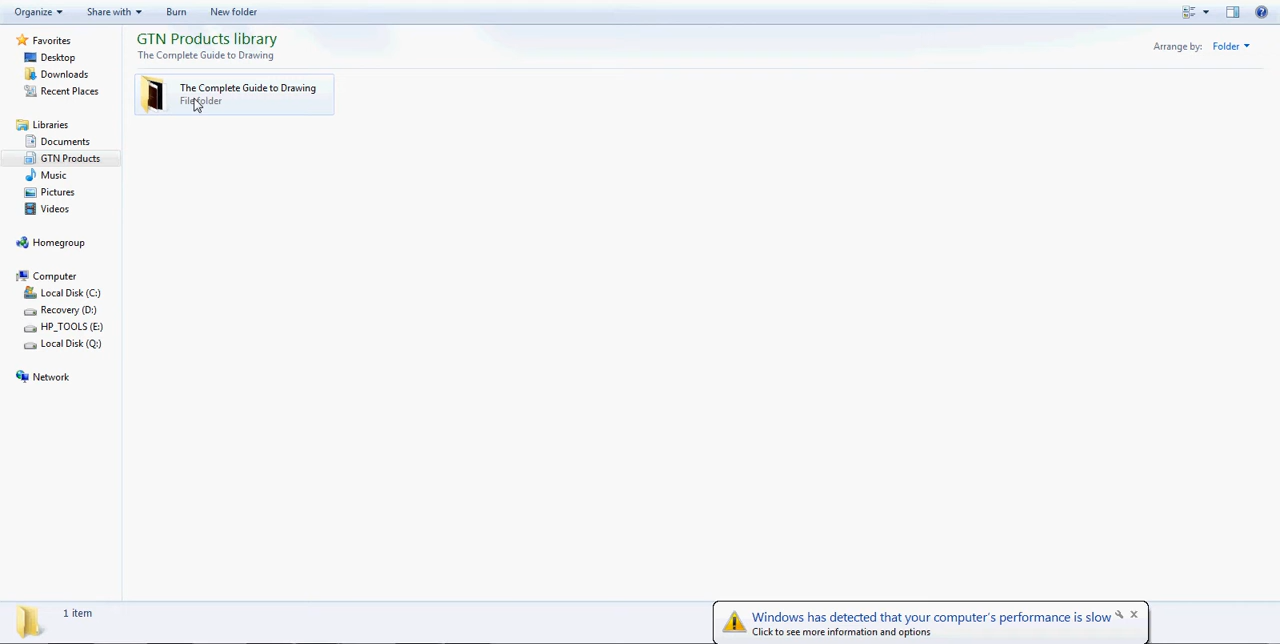 Organize Share with Burn New folder
Favorites
Desktop
Downloads
Recent Places
Libraries
Documents
GTN Products
Music
Pictures
Videos
Homegroup
Computer
Local Disk (C:)
Recovery (D:)
HP_TOOLS (E:)
Local Disk (Q:)
Network
GTN Products library
The Complete Guide to Drawing
Arrange by: Folder
The Complete Guide to Drawing
File folder
1 item
Windows has detected that your computer's performance is slow
Click to see more information and options